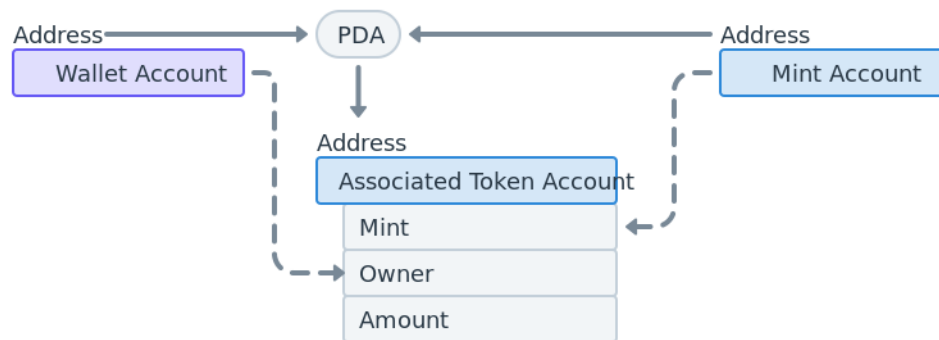 Address
PDA
Address
Wallet Account
Mint Account
Address
Associated Token Account
Mint
Owner
Amount